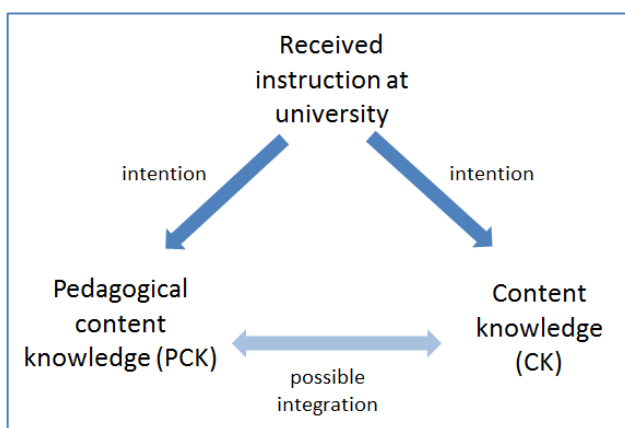 Received
instruction at
university
intention
intention
Pedagogical
content
knowledge (PCK)
Content
knowledge
(CK)
possible
integration